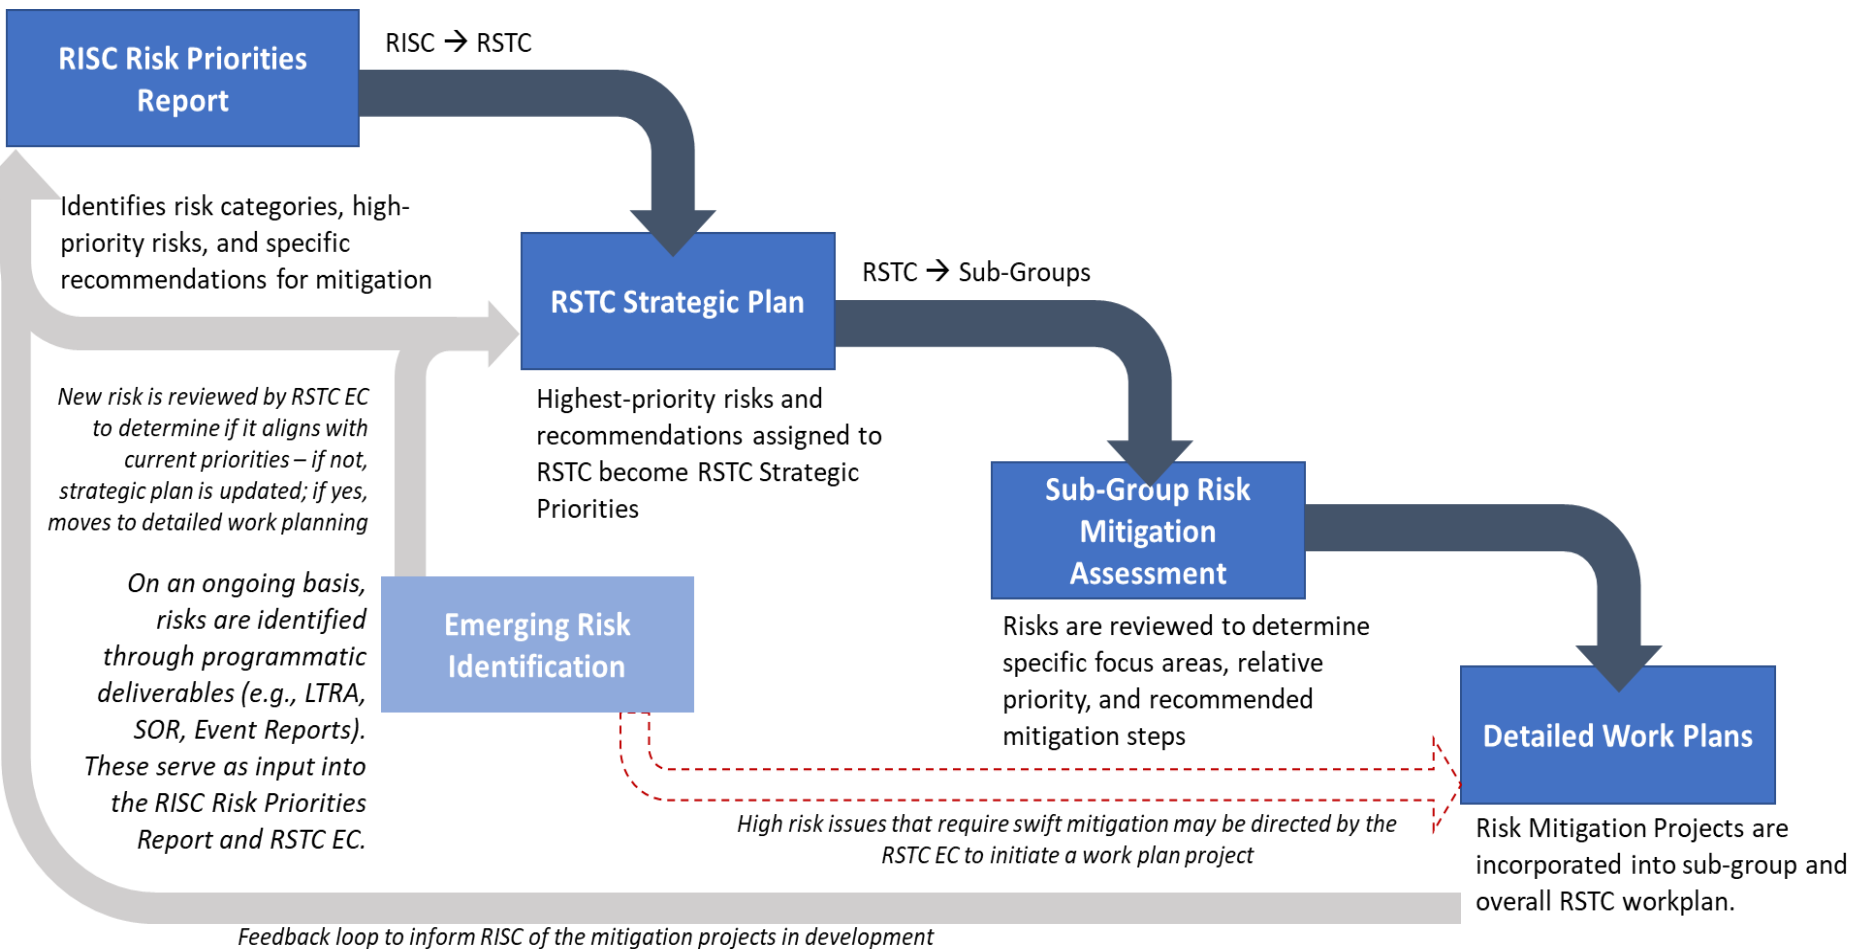 RISC Risk Priorities
Report
RISC → RSTC
Identifies risk categories, high-
priority risks, and specific
recommendations for mitigation
RSTC Strategic Plan
RSTC → Sub-Groups
Highest-priority risks and
recommendations assigned to
RSTC become RSTC Strategic
Priorities
New risk is reviewed by RSTC EC
to determine if it aligns with
current priorities – if not,
strategic plan is updated; if yes,
moves to detailed work planning
Sub-Group Risk
Mitigation
Assessment
Risks are reviewed to determine
specific focus areas, relative
priority, and recommended
mitigation steps
On an ongoing basis,
risks are identified
through programmatic
deliverables (e.g., LTRA,
SOR, Event Reports).
These serve as input into
the RISC Risk Priorities
Report and RSTC EC.
Emerging Risk
Identification
Detailed Work Plans
High risk issues that require swift mitigation may be directed by the
RSTC EC to initiate a work plan project
Risk Mitigation Projects are
incorporated into sub-group and
overall RSTC workplan.
Feedback loop to inform RISC of the mitigation projects in development